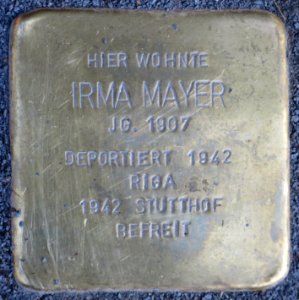 HIER WOHNTE
IRMA MAYER
JG. 1907
DEPORTIERT 1942
RIGA
1942 STUTTHOF
BEFREIT